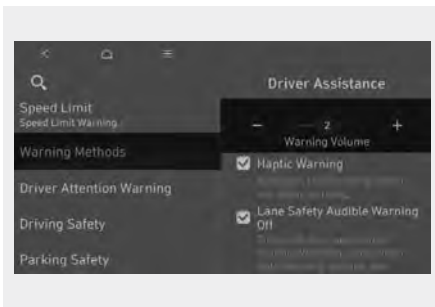 Driver Assistance
Speed Limit
Speed Limit Warning
Warning Methods
Driver Attention Warning
Driving Safety
Parking Safety
− 2 +
Warning Volume
Haptic Warning
Lane Safety Audible Warning
Off